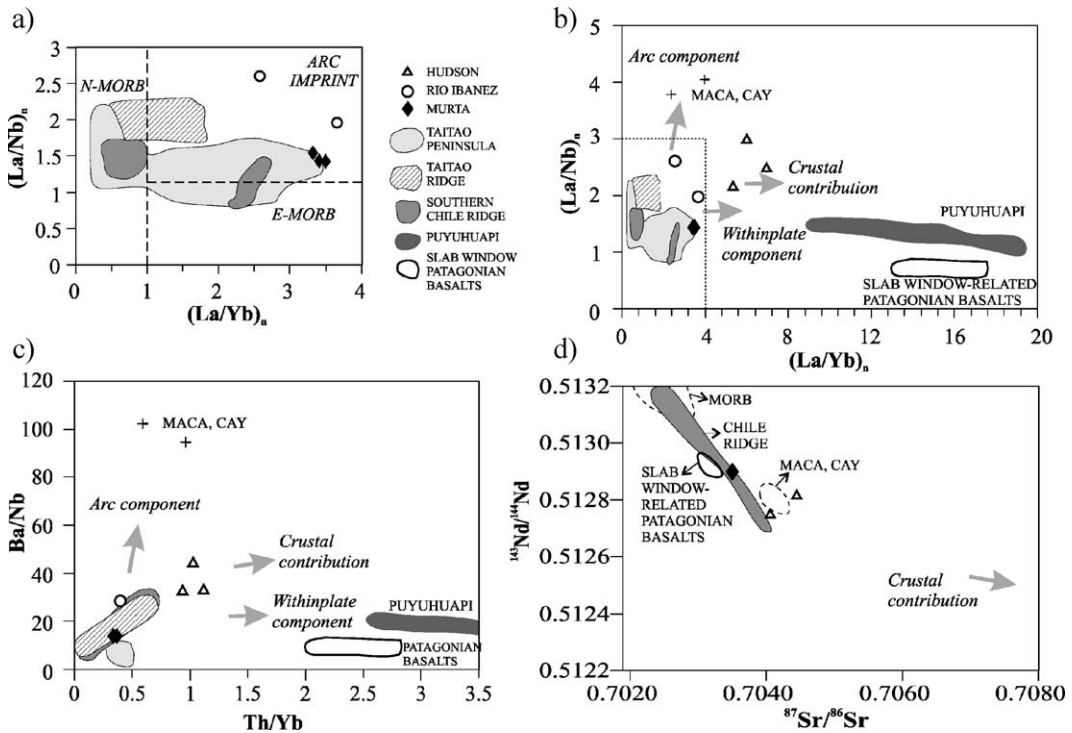 a)
3
2.5
2
1.5
1
0.5
0
(La/Nb)n
N-MORB
ARC
IMPRINT
E-MORB
0 1 2 3 4
(La/Yb)n
HUDSON
RIO IBANEZ
MURTA
TAITAO
PENINSULA
TAITAO
RIDGE
SOUTHERN
CHILE RIDGE
PUYUHUAPI
SLAB WINDOW
PATAGONIAN
BASALTS
b)
5
4
3
2
1
0
(La/Nb)n
Arc component
MACA, CAY
Crustal
contribution
Withinplate
component
PUYUHUAPI
SLAB WINDOW-RELATED
PATAGONIAN BASALTS
0 4 8 12 16 20
(La/Yb)n
c)
120
100
80
60
40
20
0
Ba/Nb
MACA, CAY
Arc component
Crustal
contribution
Withinplate
component
PUYUHUAPI
PATAGONIAN
BASALTS
0 0.5 1 1.5 2 2.5 3 3.5
Th/Yb
d)
0.5132
0.5130
0.5128
0.5126
0.5124
0.5122
143Nd/144Nd
MORB
CHILE
RIDGE
SLAB
WINDOW-
RELATED
PATAGONIAN
BASALTS
MACA, CAY
Crustal
contribution
0.702 0.704 0.706 0.708
87Sr/86Sr